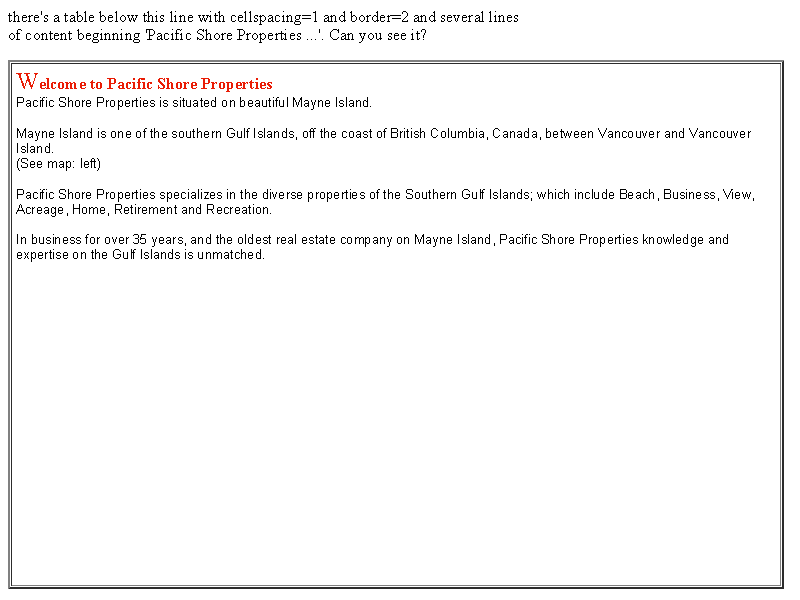 there's a table below this line with cellspacing=1 and border=2 and several lines
of content beginning 'Pacific Shore Properties ...'. Can you see it?
Welcome to Pacific Shore Properties
Pacific Shore Properties is situated on beautiful Mayne Island.
Mayne Island is one of the southern Gulf Islands, off the coast of British Columbia, Canada, between Vancouver and Vancouver
Island.
(See map: left)
Pacific Shore Properties specializes in the diverse properties of the Southern Gulf Islands; which include Beach, Business, View,
Acreage, Home, Retirement and Recreation.
In business for over 35 years, and the oldest real estate company on Mayne Island, Pacific Shore Properties knowledge and
expertise on the Gulf Islands is unmatched.